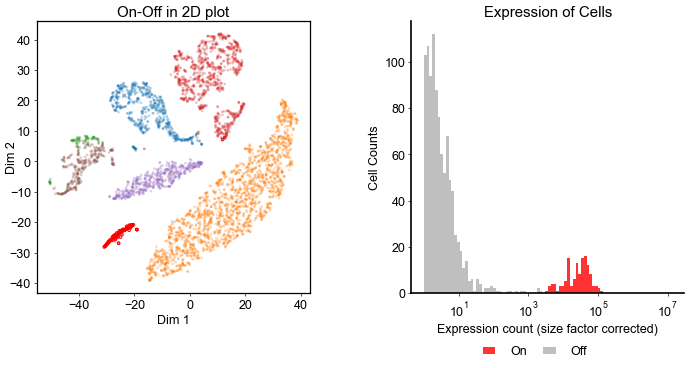 On-Off in 2D plot
Dim 2
40
30
20
10
0
−10
−20
−30
−40
−40 −20 0 20 40
Dim 1
Expression of Cells
Cell Counts
100
80
60
40
20
0
10^1 10^3 10^5 10^7
Expression count (size factor corrected)
On Off